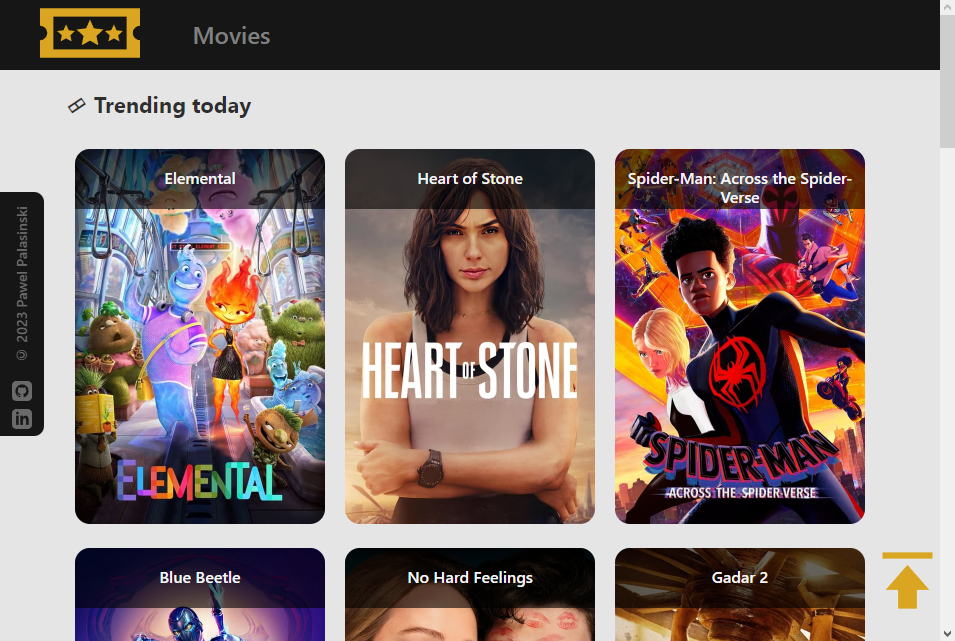 Movies
Trending today
© 2023 Pawel Palasinski
in
Elemental
ELEMENTAL
Heart of Stone
HEART OF STONE
Spider-Man: Across the Spider-
Verse
SPIDER-MAN
ACROSS THE SPIDER-VERSE
Blue Beetle
No Hard Feelings
Gadar 2